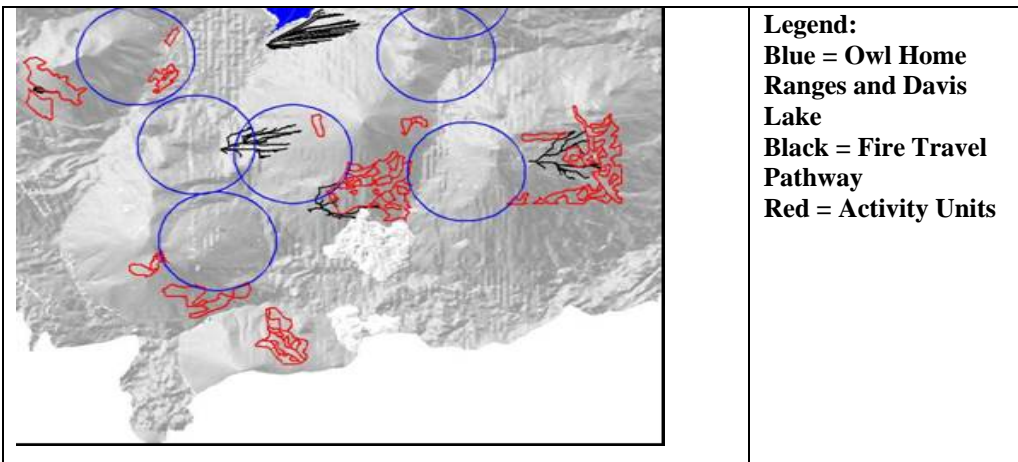 Legend:
Blue = Owl Home
Ranges and Davis
Lake
Black = Fire Travel
Pathway
Red = Activity Units